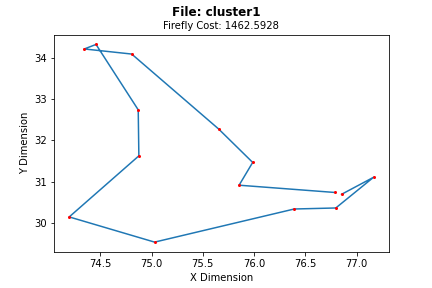 File: cluster1
Firefly Cost: 1462.5928
Y Dimension
34
33
32
31
30
74.5 75.0 75.5 76.0 76.5 77.0
X Dimension